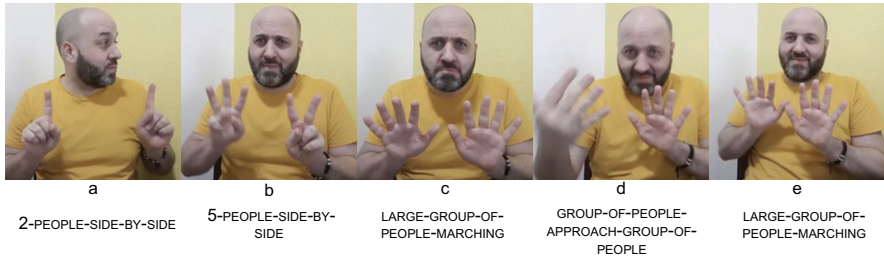 a
b
c
d
e
2-PEOPLE-SIDE-BY-SIDE
5-PEOPLE-SIDE-BY-
SIDE
LARGE-GROUP-OF-
PEOPLE-MARCHING
GROUP-OF-PEOPLE-
APPROACH-GROUP-OF-
PEOPLE
LARGE-GROUP-OF-
PEOPLE-MARCHING